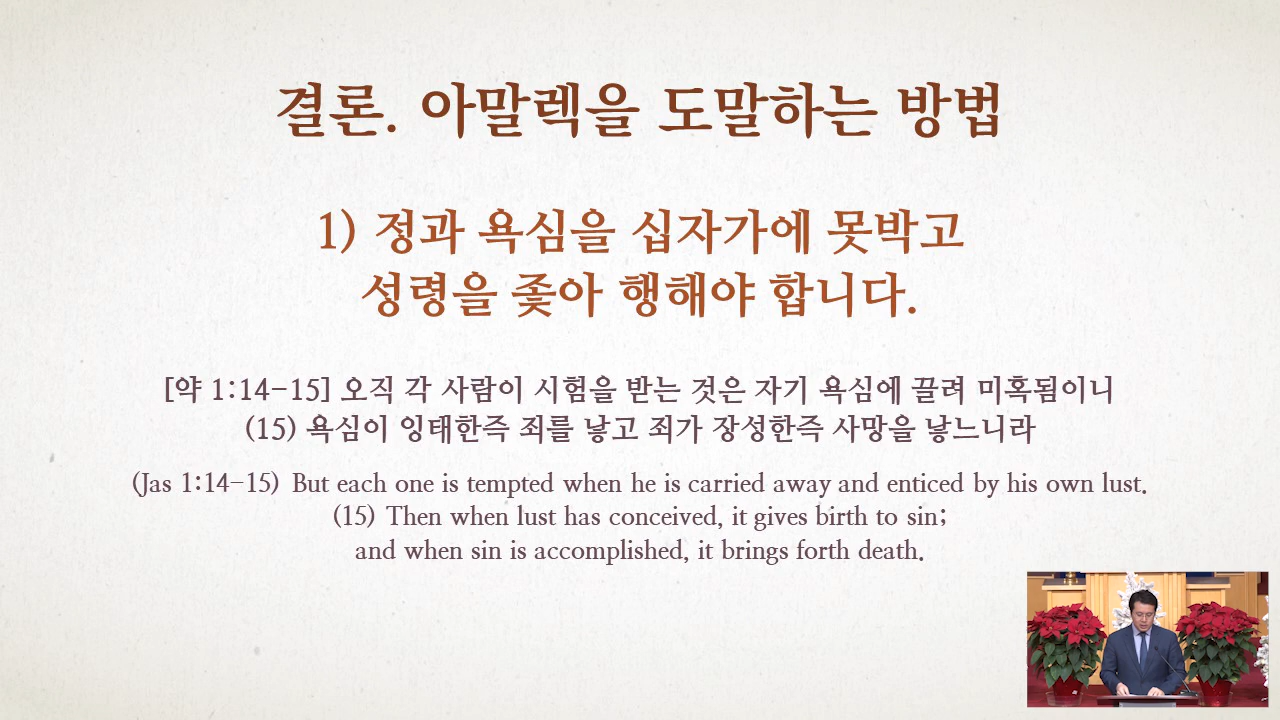 결론. 아말렉을 도말하는 방법
1) 정과 욕심을 십자가에 못박고
성령을 좇아 행해야 합니다.
[약 1:14-15] 오직 각 사람이 시험을 받는 것은 자기 욕심에 끌려 미혹됨이니
(15) 욕심이 잉태한즉 죄를 낳고 죄가 장성한즉 사망을 낳느니라
(Jas 1:14-15) But each one is tempted when he is carried away and enticed by his own lust.
(15) Then when lust has conceived, it gives birth to sin;
and when sin is accomplished, it brings forth death.